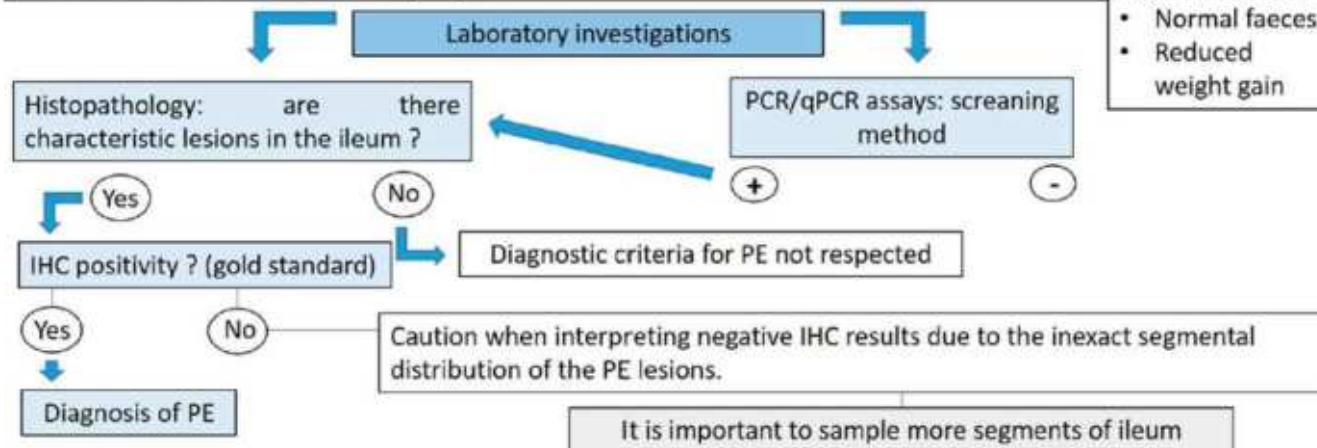 Laboratory investigations
• Normal faeces
• Reduced
weight gain
Histopathology: are there
characteristic lesions in the ileum ?
PCR/qPCR assays: screaning
method
Yes
No
+
-
IHC positivity ? (gold standard)
Diagnostic criteria for PE not respected
Yes
No
Caution when interpreting negative IHC results due to the inexact segmental
distribution of the PE lesions.
Diagnosis of PE
It is important to sample more segments of ileum